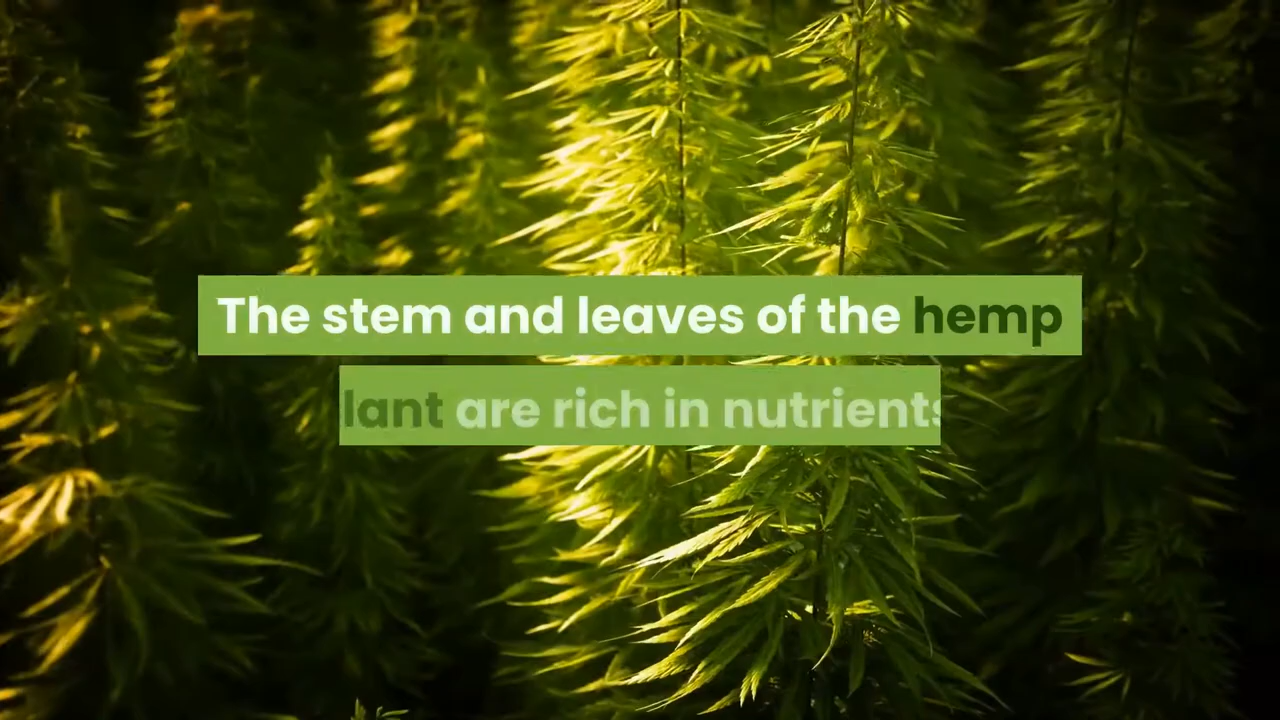 The stem and leaves of the hemp
lant are rich in nutrients